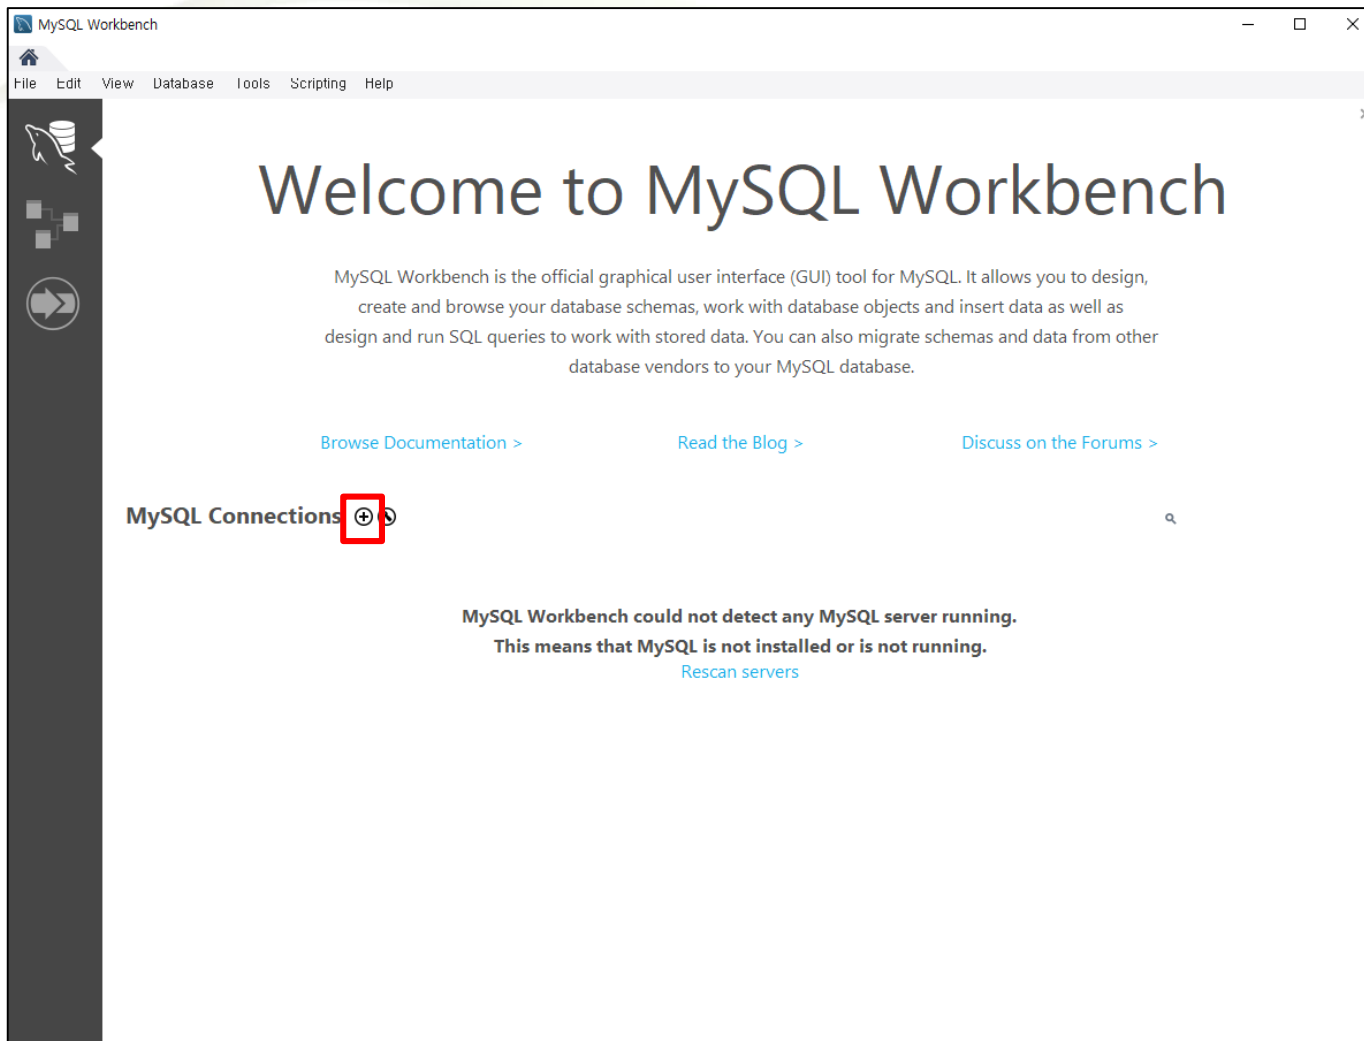 MySQL Workbench
File Edit View Database Tools Scripting Help
Welcome to MySQL Workbench
MySQL Workbench is the official graphical user interface (GUI) tool for MySQL. It allows you to design,
create and browse your database schemas, work with database objects and insert data as well as
design and run SQL queries to work with stored data. You can also migrate schemas and data from other
database vendors to your MySQL database.
Browse Documentation > Read the Blog > Discuss on the Forums >
MySQL Connections
MySQL Workbench could not detect any MySQL server running.
This means that MySQL is not installed or is not running.
Rescan servers